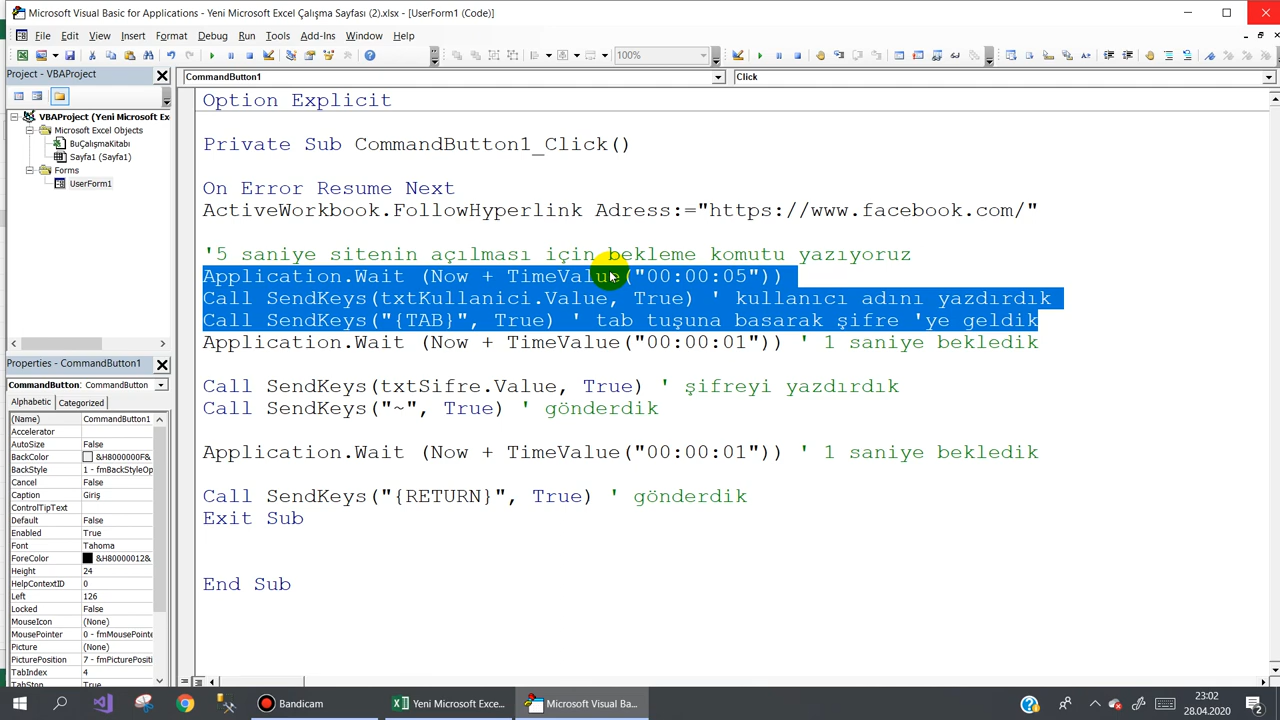 Microsoft Visual Basic for Applications - Yeni Microsoft Excel Çalışma Sayfası (2).xlsx - [UserForm1 (Code)]
File Edit View Insert Format Debug Run Tools Add-Ins Window Help
100%
Project - VBAProject
VBAProject (Yeni Microsoft Ex
Microsoft Excel Objects
BuÇalışmaKitabı
Sayfa1 (Sayfa1)
Forms
UserForm1
Properties - CommandButton1
CommandButton1 CommandButton
Alphabetic Categorized
(Name) CommandButton1
Accelerator
AutoSize False
BackColor &H8000000F&
BackStyle 1 - fmBackStyleOp
Cancel False
Caption Giriş
ControlTipText
Default False
Enabled True
Font Tahoma
ForeColor &H80000012&
Height 24
HelpContextID 0
Left 126
Locked False
MouseIcon (None)
MousePointer 0 - fmMousePointe
Picture (None)
PicturePosition 7 - fmPicturePositi
TabIndex 4
TabStop True
CommandButton1 Click
Option Explicit
Private Sub CommandButton1_Click()
On Error Resume Next
ActiveWorkbook.FollowHyperlink Adress:="https://www.facebook.com/"
'5 saniye sitenin açılması için bekleme komutu yazıyoruz
Application.Wait (Now + TimeValue("00:00:05"))
Call SendKeys(txtKullanici.Value, True) ' kullanıcı adını yazdırdık
Call SendKeys("{TAB}", True) ' tab tuşuna basarak şifre 'ye geldik
Application.Wait (Now + TimeValue("00:00:01")) ' 1 saniye bekledik
Call SendKeys(txtSifre.Value, True) ' şifreyi yazdırdık
Call SendKeys("~", True) ' gönderdik
Application.Wait (Now + TimeValue("00:00:01")) ' 1 saniye bekledik
Call SendKeys("{RETURN}", True) ' gönderdik
Exit Sub
End Sub
Bandicam
Yeni Microsoft Exce...
Microsoft Visual Ba...
23:02
28.04.2020
2